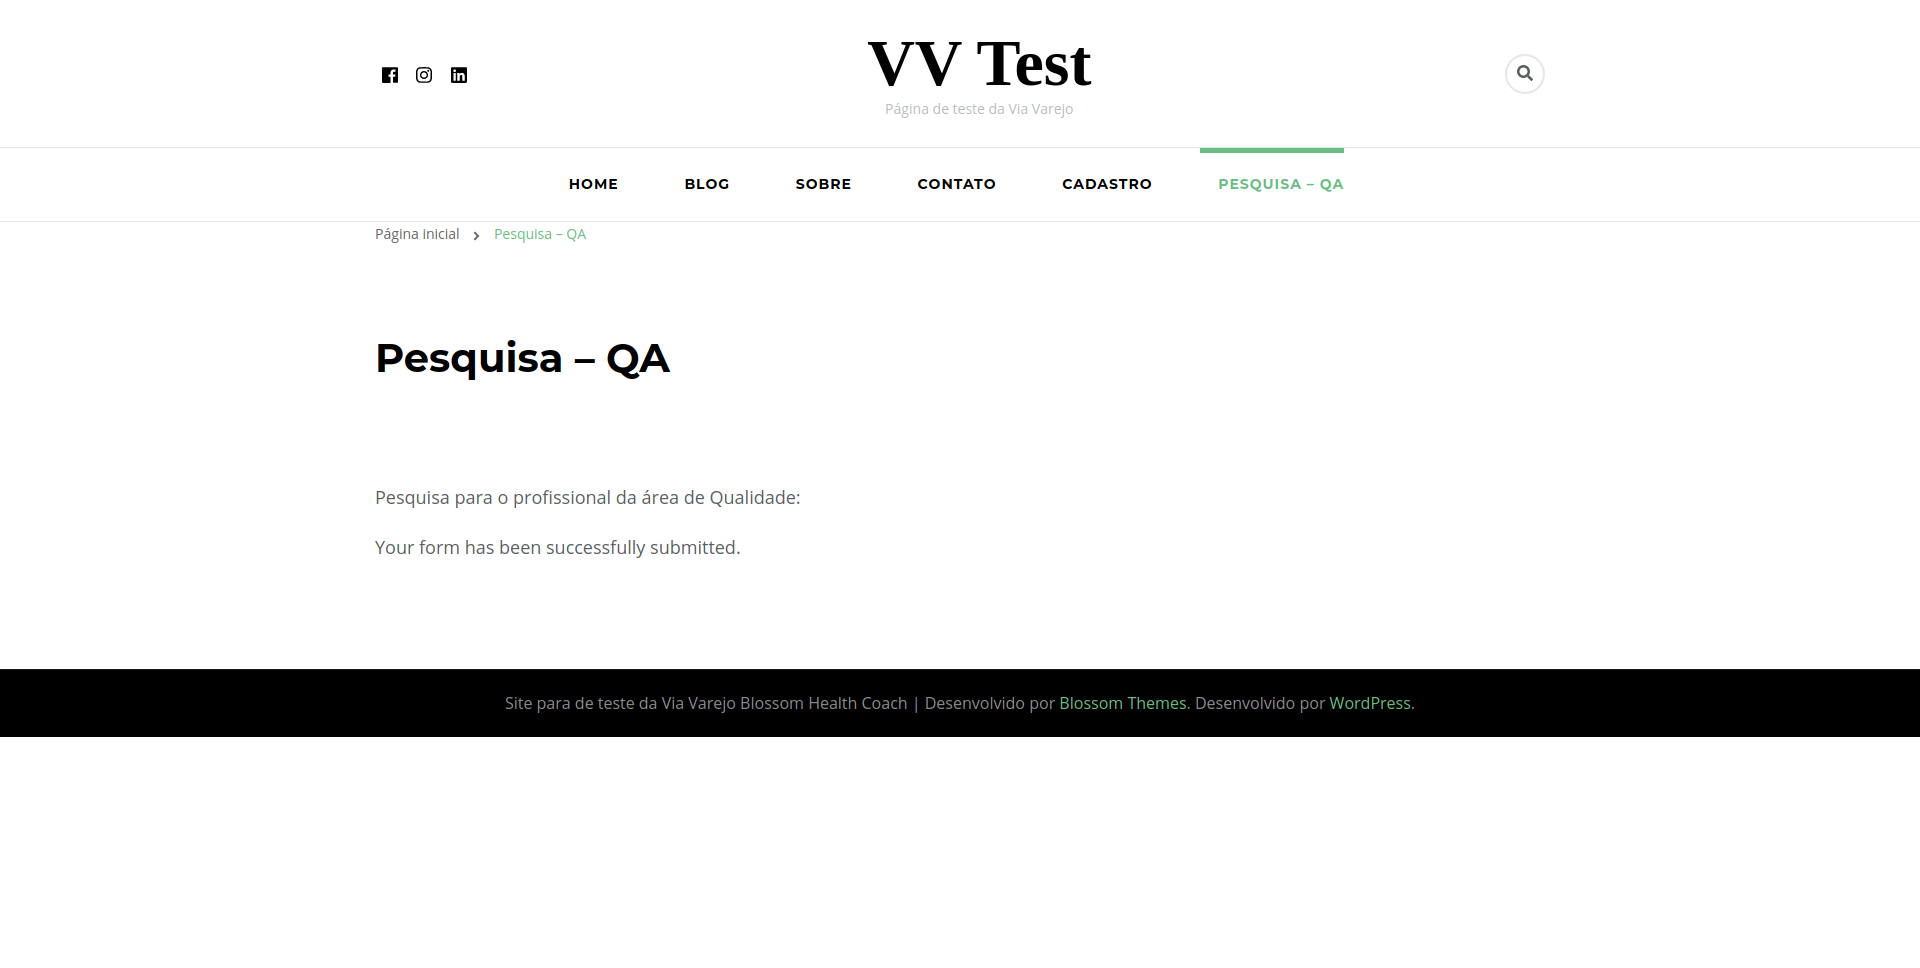 VV Test
Página de teste da Via Varejo
HOME BLOG SOBRE CONTATO CADASTRO PESQUISA – QA
Página inicial Pesquisa – QA
Pesquisa – QA
Pesquisa para o profissional da área de Qualidade:
Your form has been successfully submitted.
Site para de teste da Via Varejo Blossom Health Coach | Desenvolvido por Blossom Themes. Desenvolvido por WordPress.